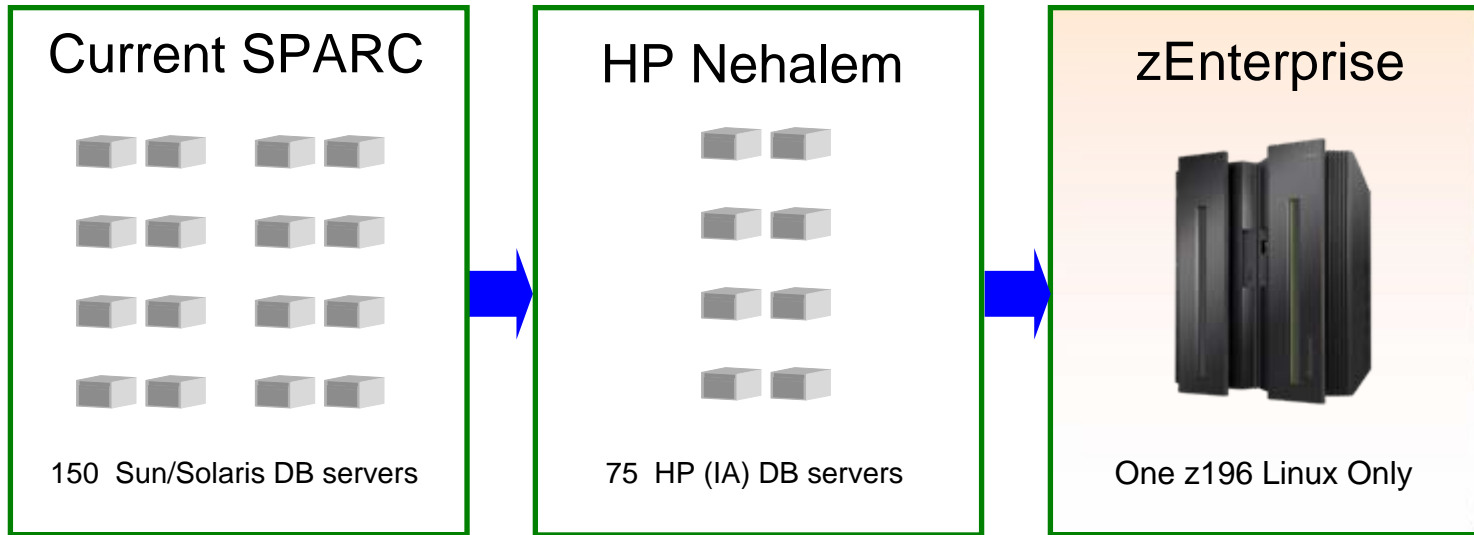 Current SPARC
150 Sun/Solaris DB servers
HP Nehalem
75 HP (IA) DB servers
zEnterprise
One z196 Linux Only